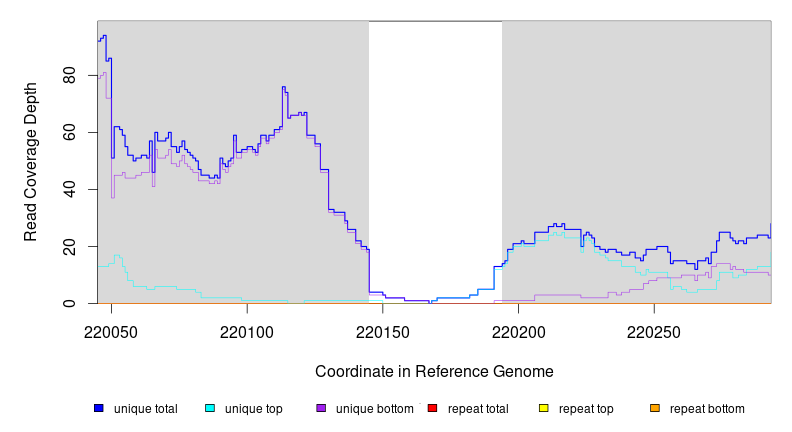 Read Coverage Depth
80
60
40
20
0
220050 220100 220150 220200 220250
Coordinate in Reference Genome
unique total unique top unique bottom repeat total repeat top repeat bottom